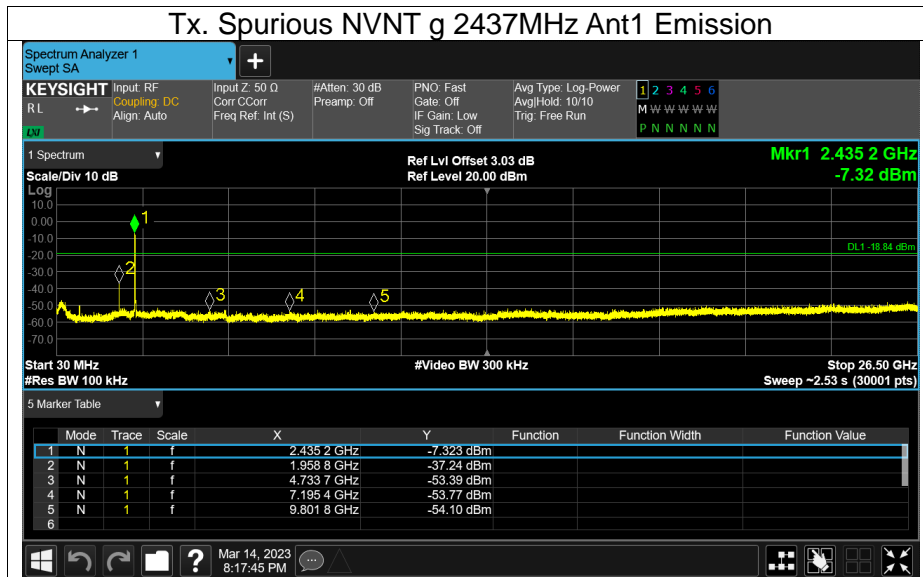 Tx. Spurious NVNT g 2437MHz Ant1 Emission
Spectrum Analyzer 1
Swept SA
+
KEYSIGHT Input: RF Input Z: 50 Ω #Atten: 30 dB PNO: Fast Avg Type: Log-Power 1 2 3 4 5 6
R L Coupling: DC Corr CCorr Preamp: Off Gate: Off Avg|Hold: 10/10 M W W W W W
Align: Auto Freq Ref: Int (S) IF Gain: Low Trig: Free Run
LXI Sig Track: Off P N N N N N
1 Spectrum Ref Lvl Offset 3.03 dB Mkr1 2.435 2 GHz
Scale/Div 10 dB Ref Level 20.00 dBm -7.32 dBm
Log
10.0
0.00 1
-10.0
DL1 -18.84 dBm
-20.0
-30.0 2
-40.0
-50.0 3 4 5
-60.0
-70.0
Start 30 MHz #Video BW 300 kHz Stop 26.50 GHz
#Res BW 100 kHz Sweep ~2.53 s (30001 pts)
5 Marker Table
Mode Trace Scale X Y Function Function Width Function Value
1 N 1 f 2.435 2 GHz -7.323 dBm
2 N 1 f 1.958 8 GHz -37.24 dBm
3 N 1 f 4.733 7 GHz -53.39 dBm
4 N 1 f 7.195 4 GHz -53.77 dBm
5 N 1 f 9.801 8 GHz -54.10 dBm
6
? Mar 14, 2023
8:17:45 PM